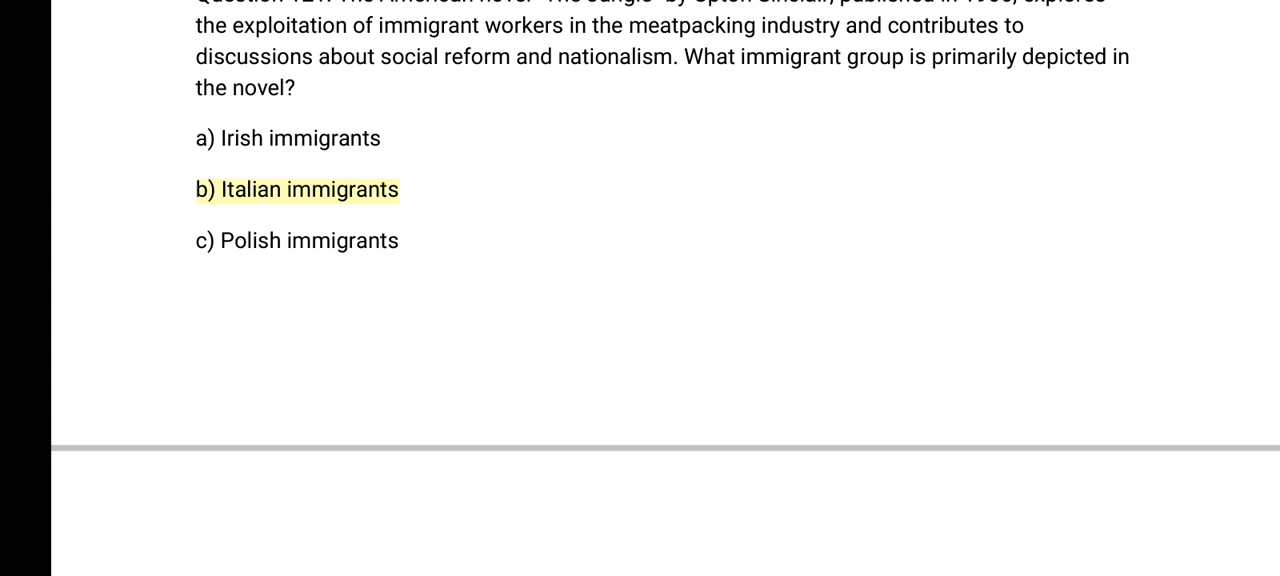 the exploitation of immigrant workers in the meatpacking industry and contributes to
discussions about social reform and nationalism. What immigrant group is primarily depicted in
the novel?
a) Irish immigrants
b) Italian immigrants
c) Polish immigrants